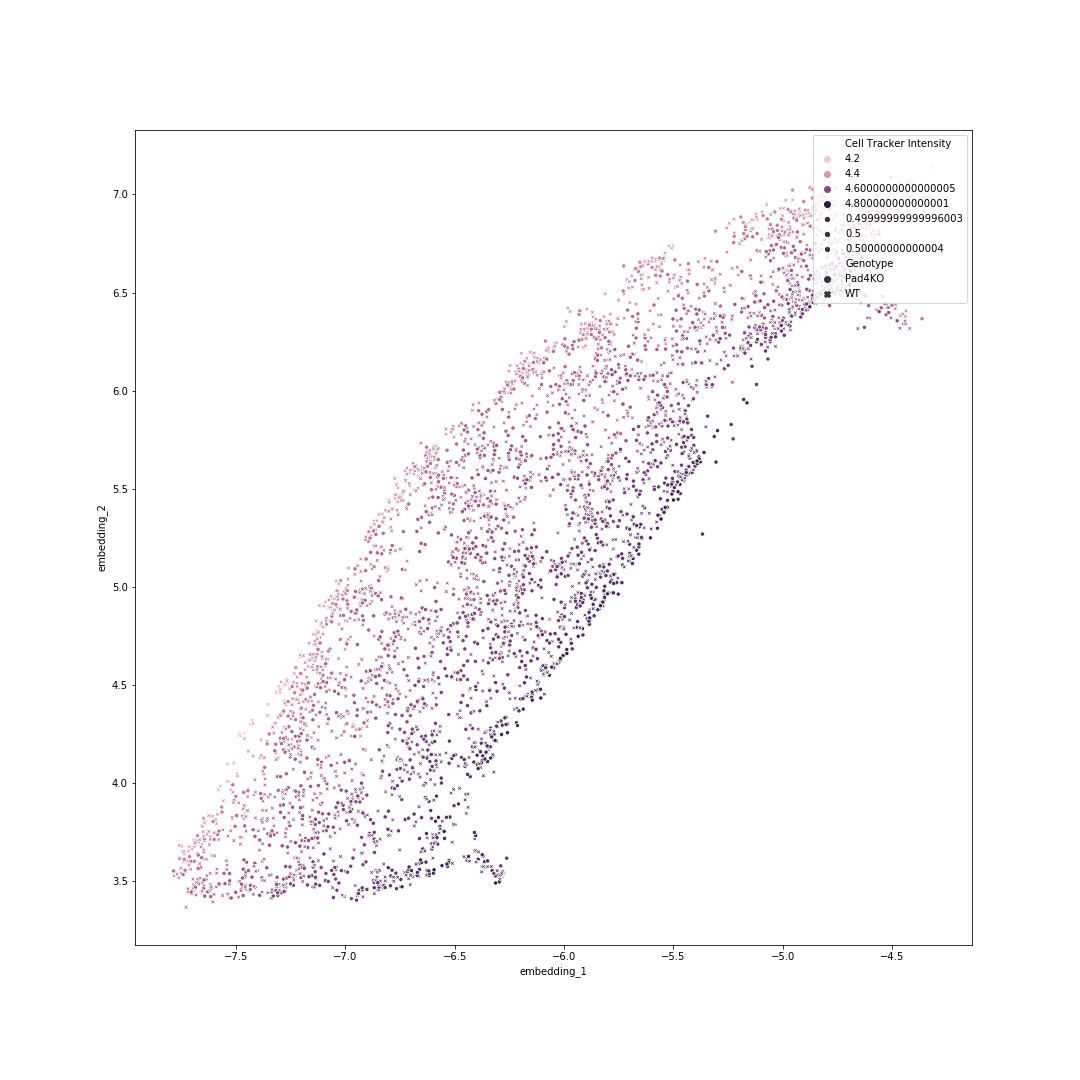 Cell Tracker Intensity
4.2
4.4
4.6000000000000005
4.800000000000001
0.49999999999996003
0.5
0.50000000000004
Genotype
Pad4KO
WT
7.0
6.5
6.0
5.5
5.0
4.5
4.0
3.5
embedding_2
−7.5 −7.0 −6.5 −6.0 −5.5 −5.0 −4.5
embedding_1